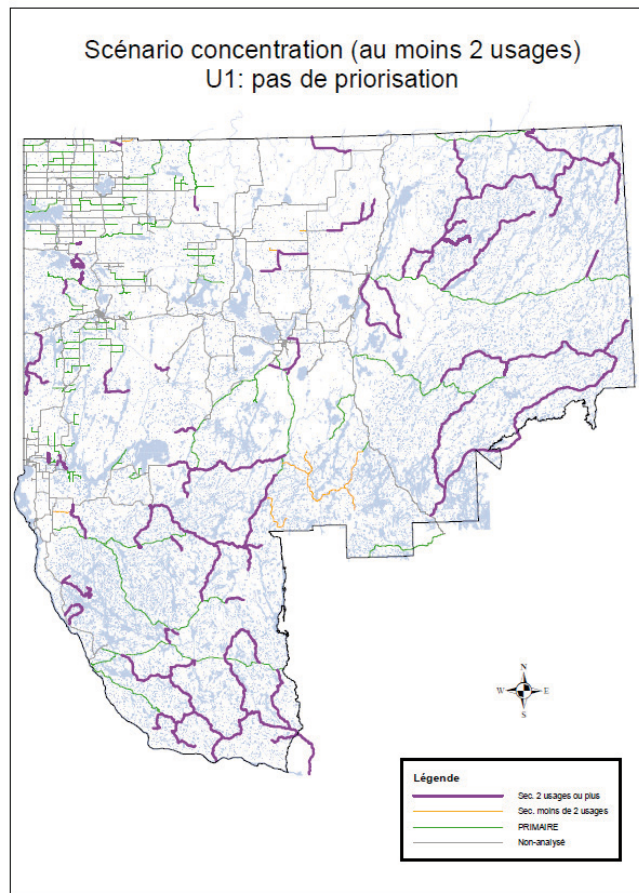 Scénario concentration (au moins 2 usages)
U1: pas de priorisation
N
W E
S
Légende
Sec. 2 usages ou plus
Sec. moins de 2 usages
PRIMAIRE
Non-analysé